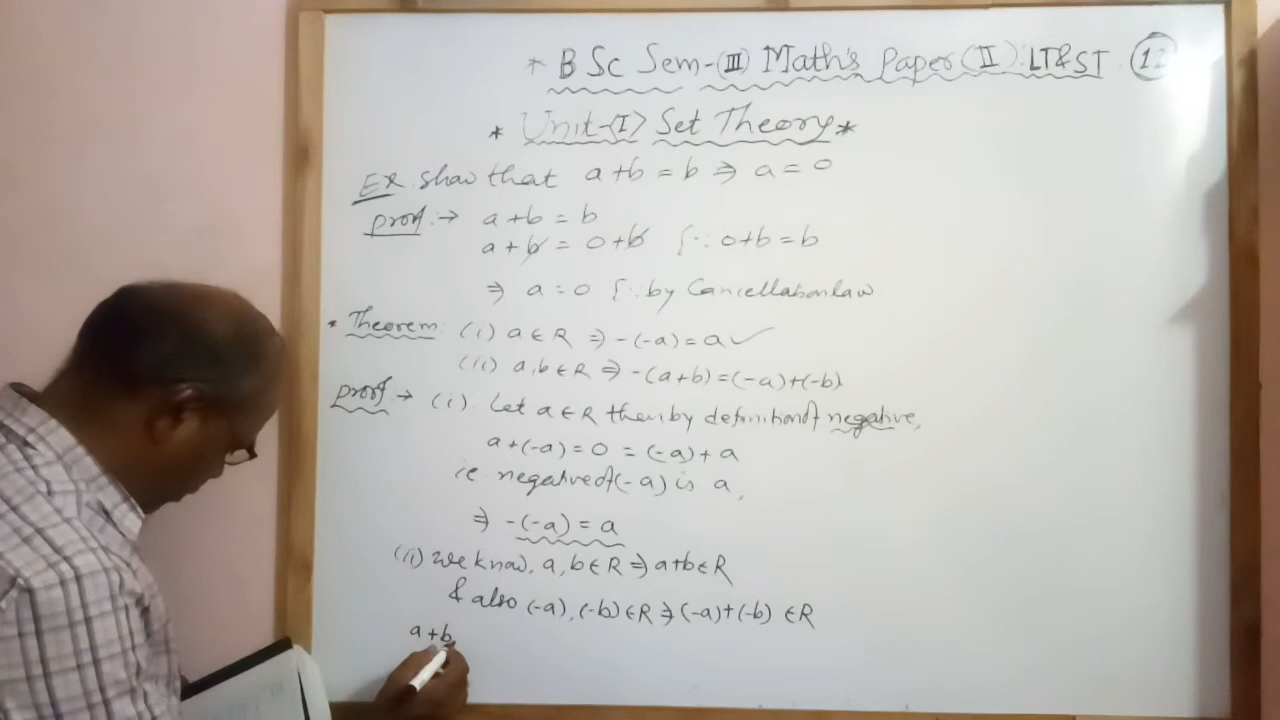 * B Sc Sem-(III) Math's Paper (II) LT&ST (12)
* Unit-(I) Set Theory *
Ex. show that a+b = b ⇒ a = 0
Proof:→ a+b = b
a+b = 0+b {∵ 0+b = b
⇒ a = 0 {∵ by Cancellation law
* Theorem: (i) a∈R ⇒ -(-a) = a ✓
(ii) a,b∈R ⇒ -(a+b) = (-a)+(-b)
Proof:→ (i). Let a∈R then by definition of negative,
a+(-a) = 0 = (-a)+a
ie negative of (-a) is a,
⇒ -(-a) = a
(ii) we know, a, b∈R ⇒ a+b∈R
& also (-a), (-b)∈R ⇒ (-a)+(-b) ∈R
a+b